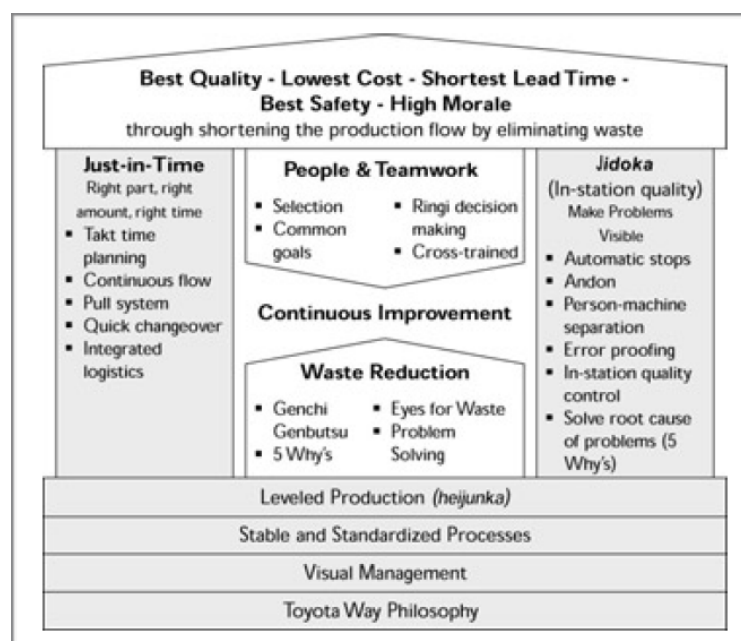 Best Quality - Lowest Cost - Shortest Lead Time -
Best Safety - High Morale
through shortening the production flow by eliminating waste
Just-in-Time
Right part, right
amount, right time
▪ Takt time
planning
▪ Continuous flow
▪ Pull system
▪ Quick changeover
▪ Integrated
logistics
People & Teamwork
▪ Selection
▪ Common
goals
▪ Ringi decision
making
▪ Cross-trained
Continuous Improvement
Waste Reduction
▪ Genchi
Genbutsu
▪ 5 Why's
▪ Eyes for Waste
▪ Problem
Solving
Jidoka
(In-station quality)
Make Problems
Visible
▪ Automatic stops
▪ Andon
▪ Person-machine
separation
▪ Error proofing
▪ In-station quality
control
▪ Solve root cause
of problems (5
Why's)
Leveled Production (heijunka)
Stable and Standardized Processes
Visual Management
Toyota Way Philosophy